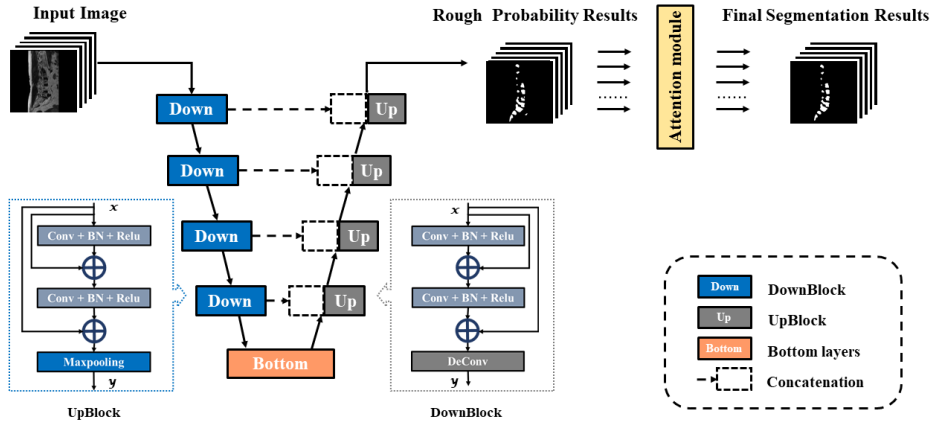 Input Image
Rough Probability Results
Final Segmentation Results
Attention module
......
......
Down
Up
Down
Up
Down
Up
Down
Up
Bottom
x
Conv + BN + Relu
Conv + BN + Relu
Maxpooling
y
UpBlock
x
Conv + BN + Relu
Conv + BN + Relu
DeConv
y
DownBlock
Down DownBlock
Up UpBlock
Bottom Bottom layers
Concatenation